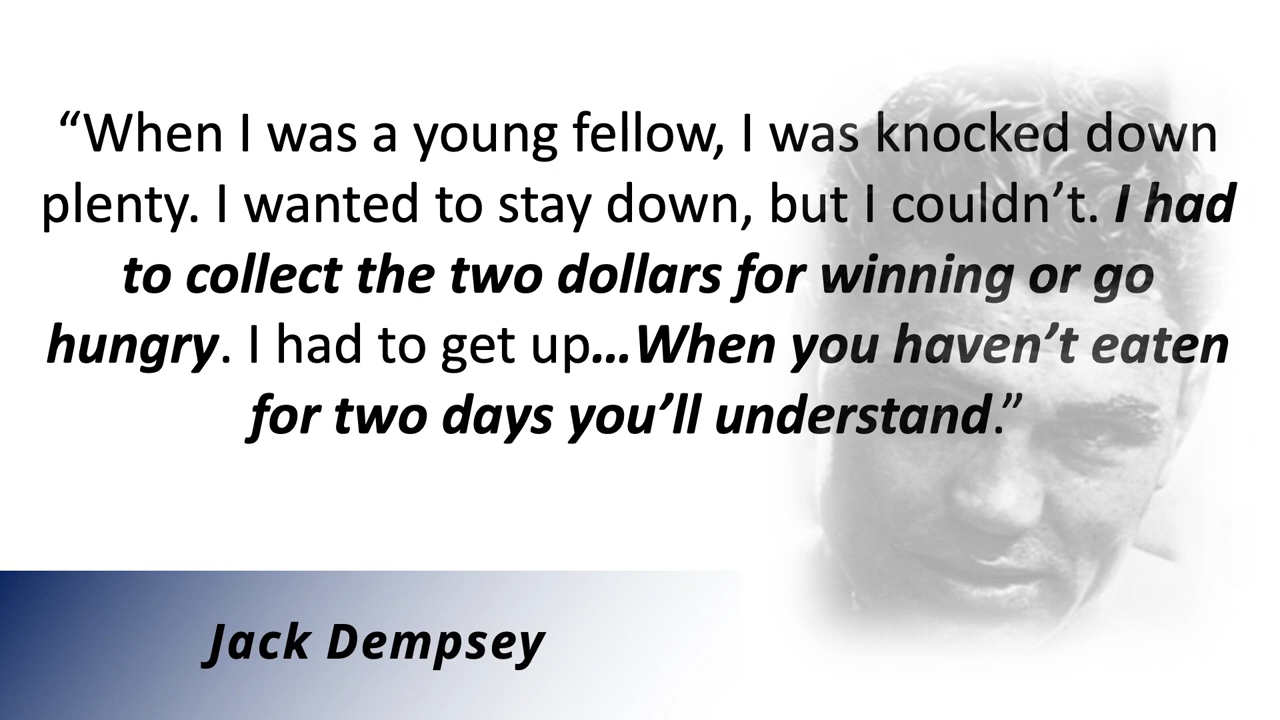 “When I was a young fellow, I was knocked down
plenty. I wanted to stay down, but I couldn’t. I had
to collect the two dollars for winning or go
hungry. I had to get up…When you haven’t eaten
for two days you’ll understand.”
Jack Dempsey